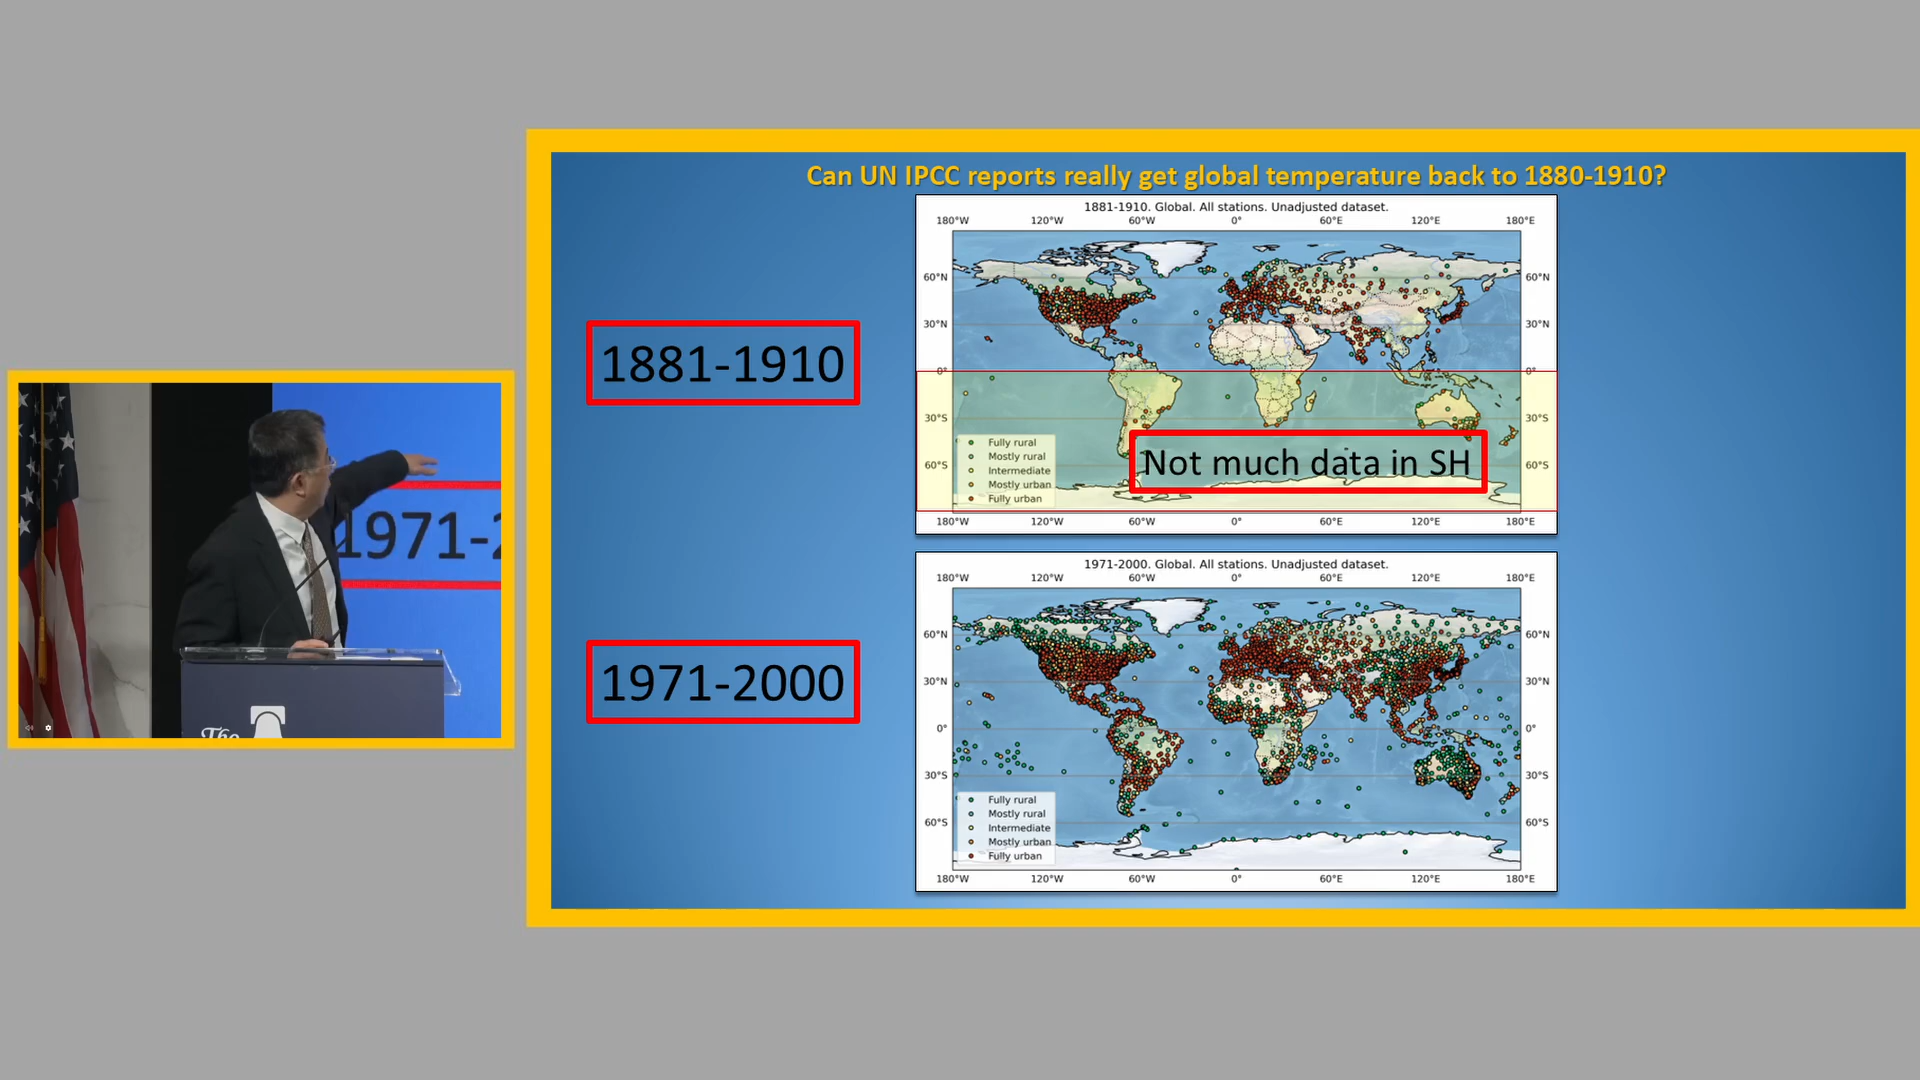 Can UN IPCC reports really get global temperature back to 1880-1910?
1881-1910. Global. All stations. Unadjusted dataset.
180°W 120°W 60°W 0° 60°E 120°E 180°E
60°N 60°N
30°N 30°N
0° 0°
30°S 30°S
60°S 60°S
Fully rural
Mostly rural
Intermediate
Mostly urban
Fully urban
180°W 120°W 60°W 0° 60°E 120°E 180°E
1881-1910
Not much data in SH
1971-2000. Global. All stations. Unadjusted dataset.
180°W 120°W 60°W 0° 60°E 120°E 180°E
60°N 60°N
30°N 30°N
0° 0°
30°S 30°S
60°S 60°S
Fully rural
Mostly rural
Intermediate
Mostly urban
Fully urban
180°W 120°W 60°W 0° 60°E 120°E 180°E
1971-2000
1971-2
The